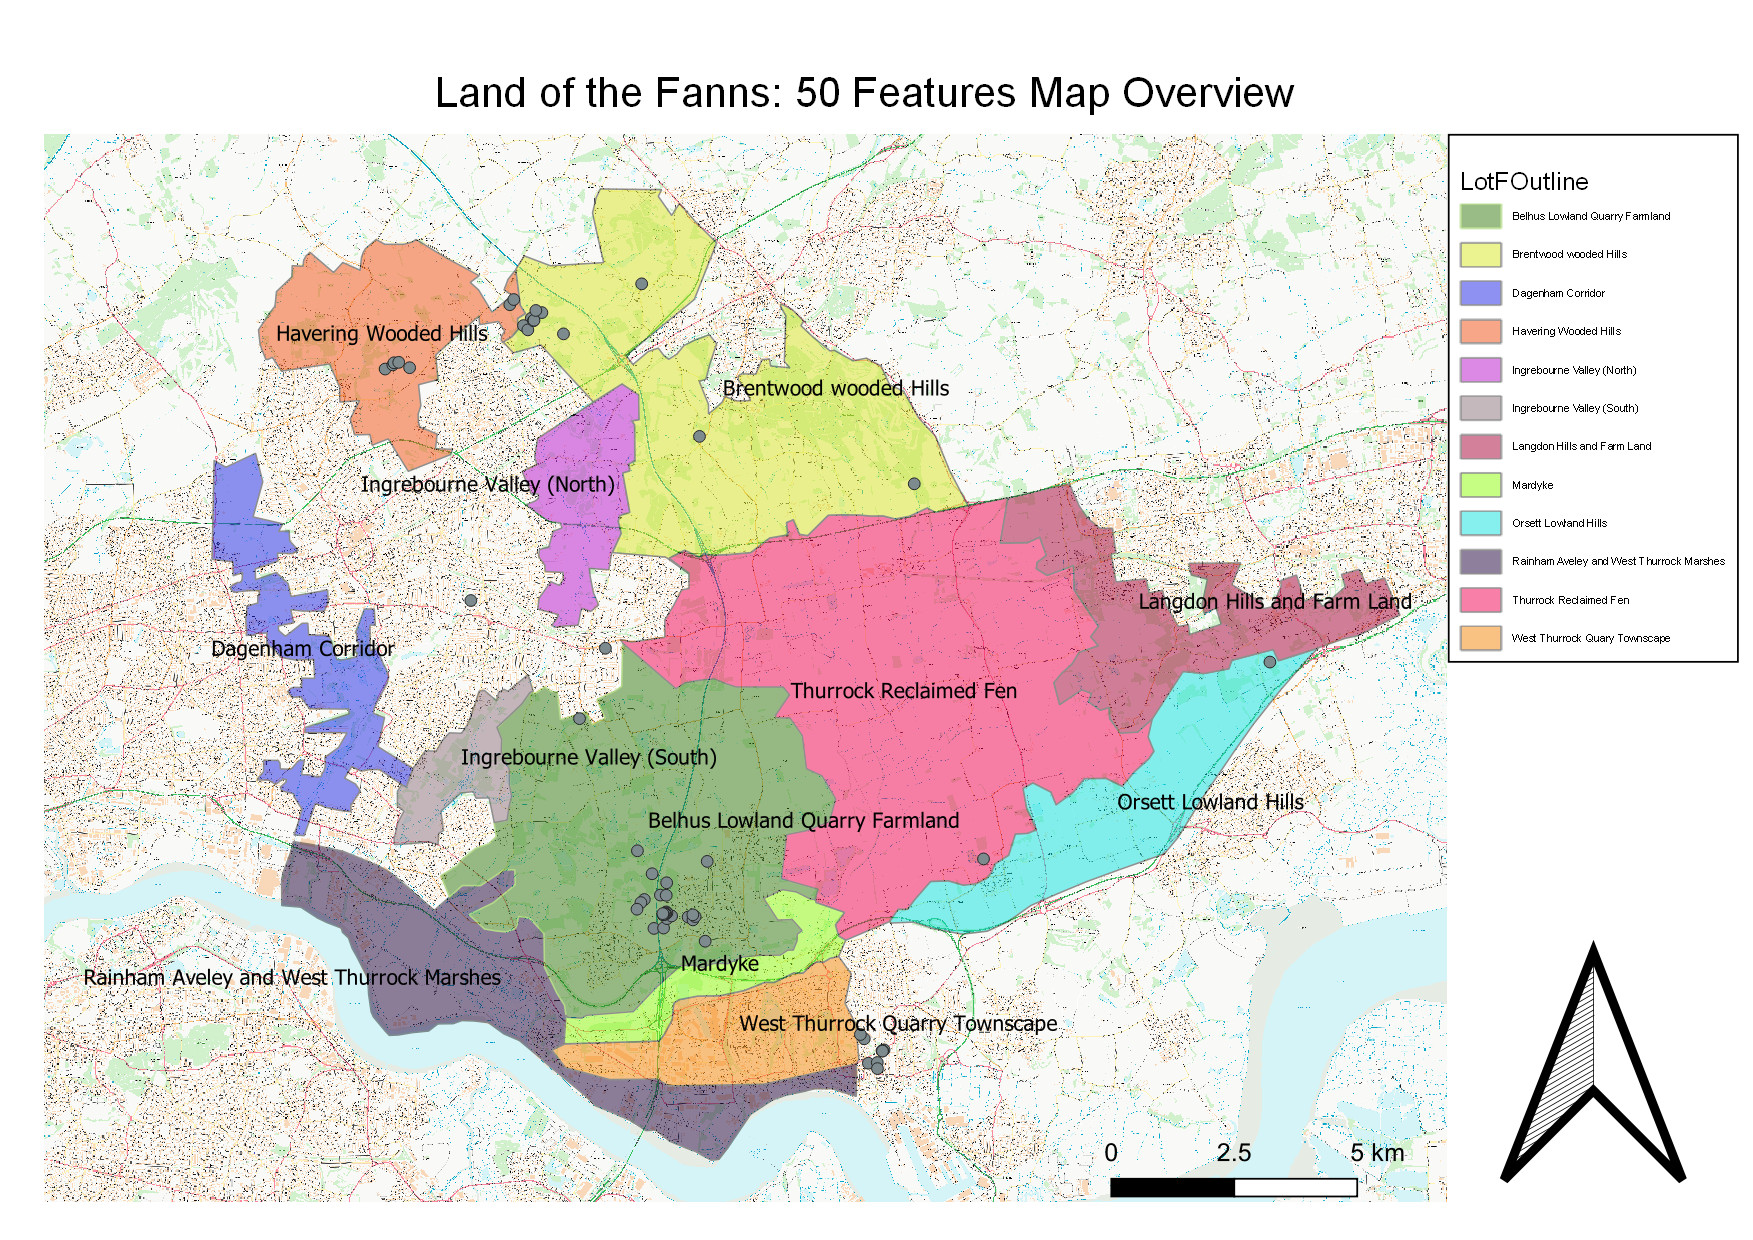 Land of the Fanns: 50 Features Map Overview
LotFOutline
Belhus Lowland Quarry Farmland
Brentwood wooded Hills
Dagenham Corridor
Havering Wooded Hills
Ingrebourne Valley (North)
Ingrebourne Valley (South)
Langdon Hills and Farm Land
Mardyke
Orsett Lowland Hills
Rainham Aveley and West Thurrock Marshes
Thurrock Reclaimed Fen
West Thurrock Quary Townscape
Havering Wooded Hills
Brentwood wooded Hills
Ingrebourne Valley (North)
Langdon Hills and Farm Land
Dagenham Corridor
Thurrock Reclaimed Fen
Ingrebourne Valley (South)
Orsett Lowland Hills
Belhus Lowland Quarry Farmland
Mardyke
Rainham Aveley and West Thurrock Marshes
West Thurrock Quarry Townscape
0 2.5 5 km